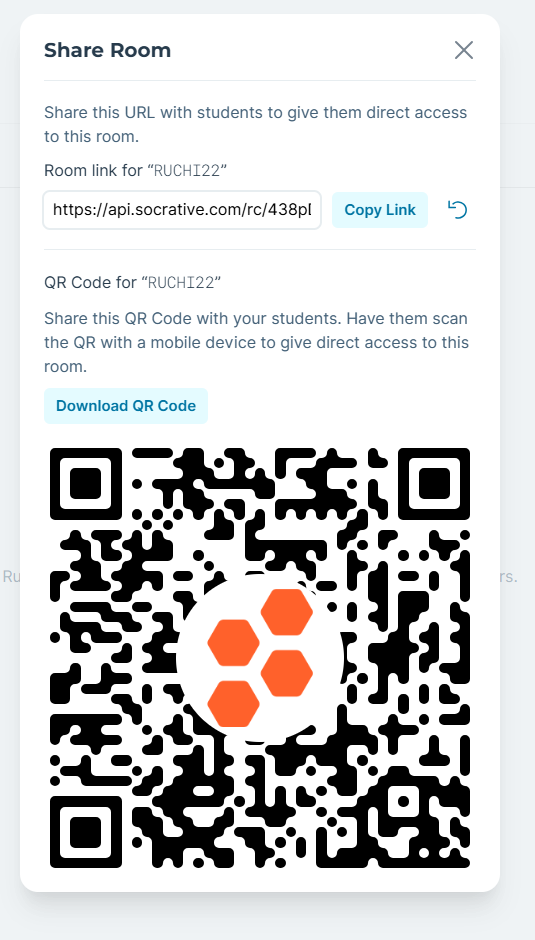 Share Room
Share this URL with students to give them direct access
to this room.
Room link for “RUCHI22”
https://api.socrative.com/rc/438p
Copy Link
QR Code for “RUCHI22”
Share this QR Code with your students. Have them scan
the QR with a mobile device to give direct access to this
room.
Download QR Code
Ru
rs.